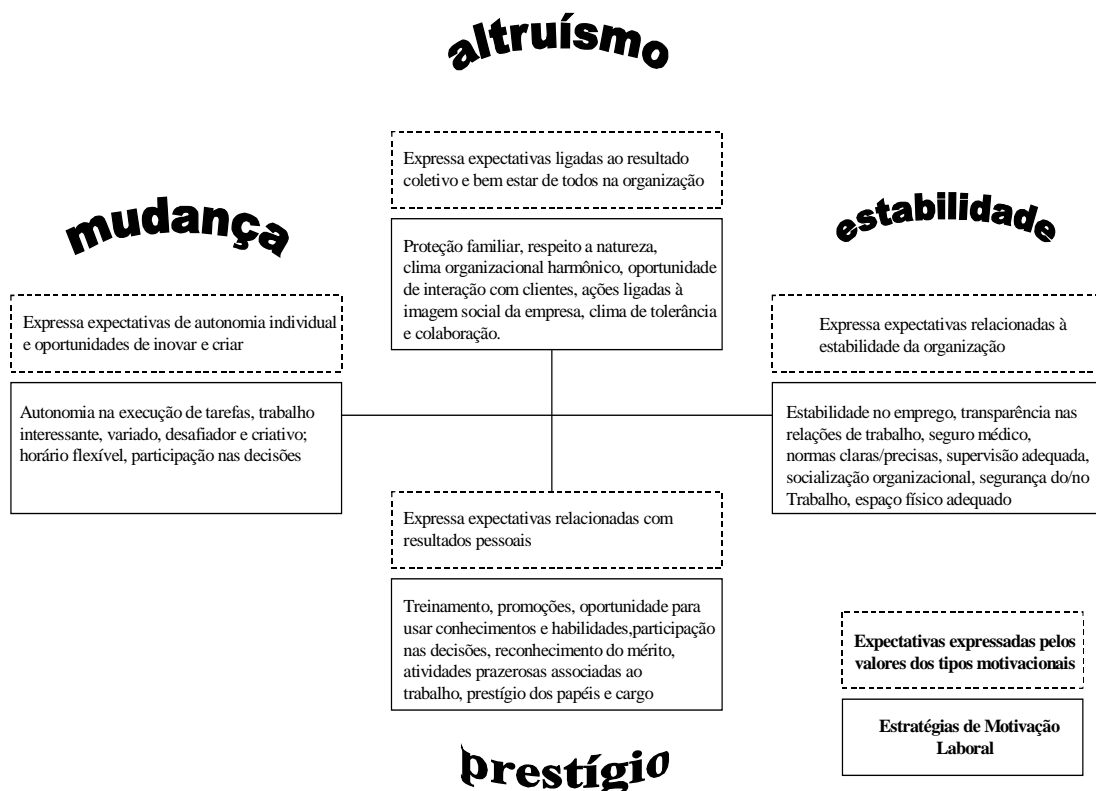 altruísmo
Expressa expectativas ligadas ao resultado
coletivo e bem estar de todos na organização
Proteção familiar, respeito a natureza,
clima organizacional harmônico, oportunidade
de interação com clientes, ações ligadas à
imagem social da empresa, clima de tolerância
e colaboração.
mudança
Expressa expectativas de autonomia individual
e oportunidades de inovar e criar
Autonomia na execução de tarefas, trabalho
interessante, variado, desafiador e criativo;
horário flexível, participação nas decisões
estabilidade
Expressa expectativas relacionadas à
estabilidade da organização
Estabilidade no emprego, transparência nas
relações de trabalho, seguro médico,
normas claras/precisas, supervisão adequada,
socialização organizacional, segurança do/no
Trabalho, espaço físico adequado
Expressa expectativas relacionadas com
resultados pessoais
Treinamento, promoções, oportunidade para
usar conhecimentos e habilidades,participação
nas decisões, reconhecimento do mérito,
atividades prazerosas associadas ao
trabalho, prestígio dos papéis e cargo
prestígio
Expectativas expressadas pelos
valores dos tipos motivacionais
Estratégias de Motivação
Laboral